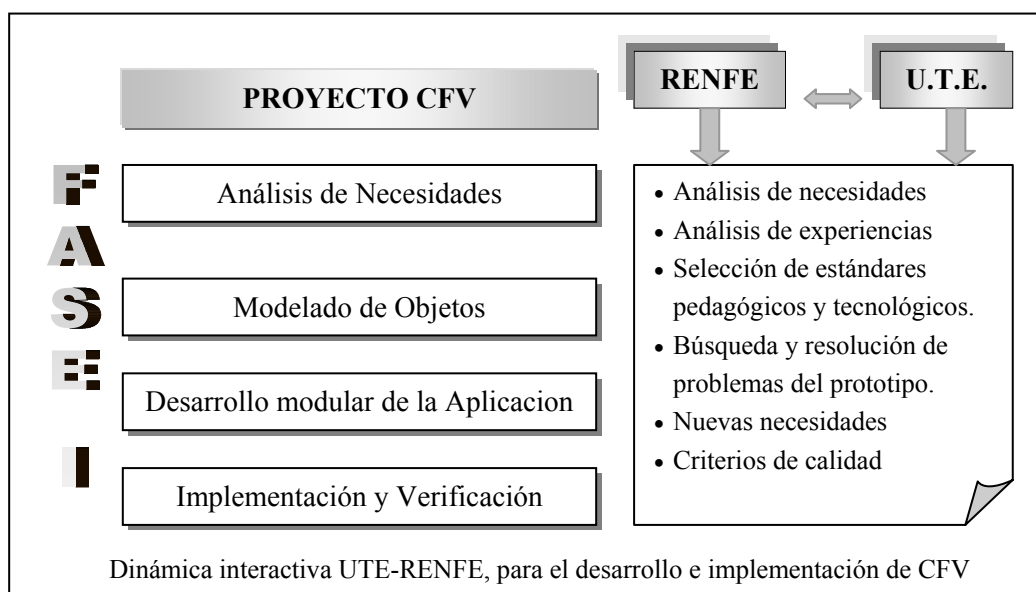 PROYECTO CFV
RENFE
U.T.E.
F
A
S
E
I
Análisis de Necesidades
Modelado de Objetos
Desarrollo modular de la Aplicacion
Implementación y Verificación
• Análisis de necesidades
• Análisis de experiencias
• Selección de estándares
pedagógicos y tecnológicos.
• Búsqueda y resolución de
problemas del prototipo.
• Nuevas necesidades
• Criterios de calidad
Dinámica interactiva UTE-RENFE, para el desarrollo e implementación de CFV